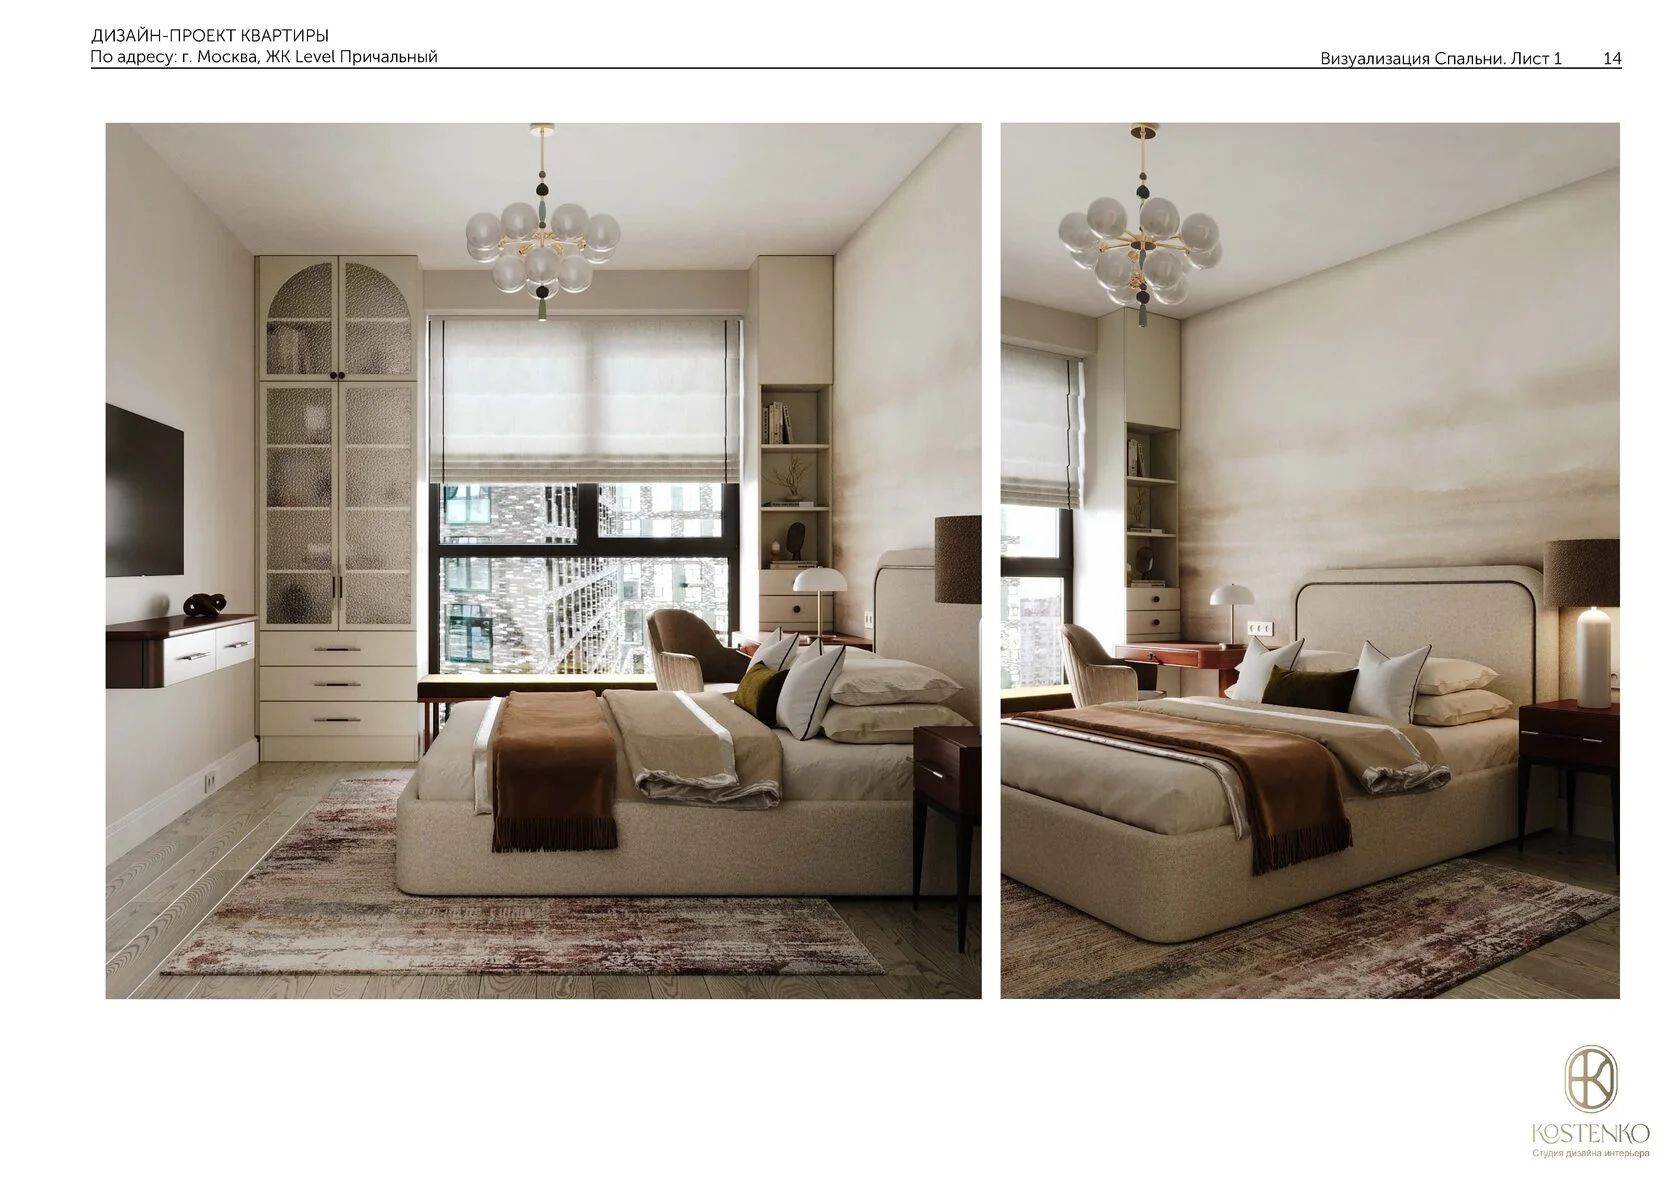 ДИЗАЙН-ПРОЕКТ КВАРТИРЫ
По адресу: г. Москва, ЖК Level Причальный
Визуализация Спальни. Лист 1 14
KOSTENKO
Студия дизайна интерьера